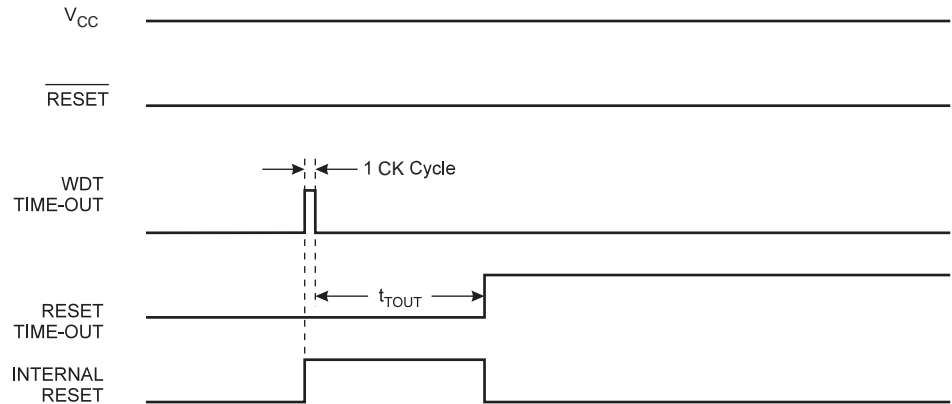 VCC
RESET
1 CK Cycle
WDT
TIME-OUT
tTOUT
RESET
TIME-OUT
INTERNAL
RESET